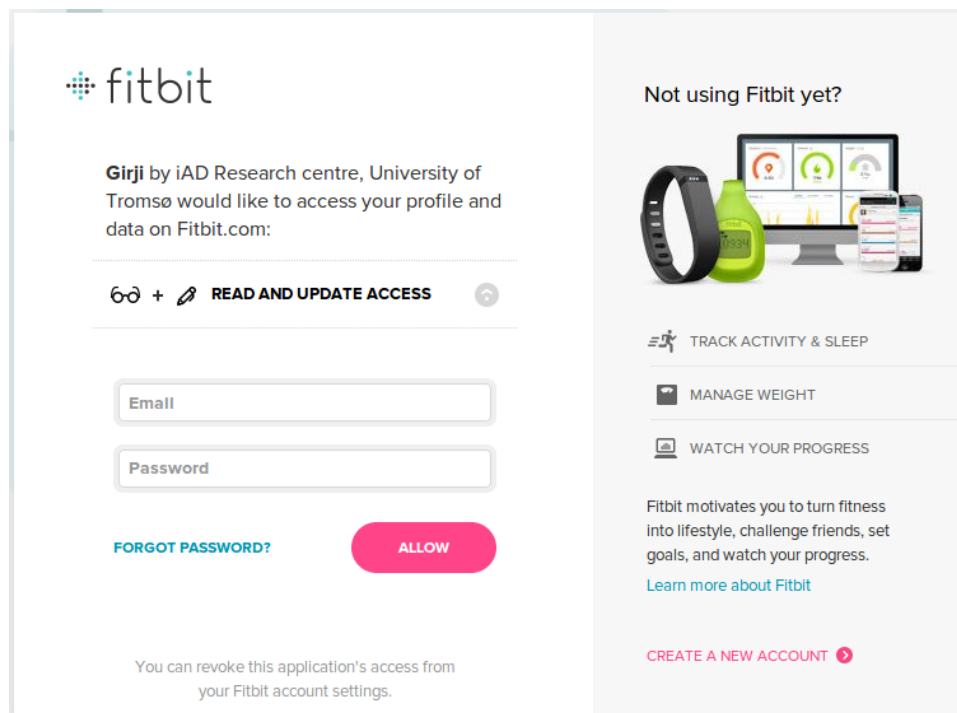 fitbit
Girji by iAD Research centre, University of
Tromsø would like to access your profile and
data on Fitbit.com:
+ READ AND UPDATE ACCESS
Email
Password
FORGOT PASSWORD?
ALLOW
You can revoke this application's access from
your Fitbit account settings.
Not using Fitbit yet?
TRACK ACTIVITY & SLEEP
MANAGE WEIGHT
WATCH YOUR PROGRESS
Fitbit motivates you to turn fitness
into lifestyle, challenge friends, set
goals, and watch your progress.
Learn more about Fitbit
CREATE A NEW ACCOUNT